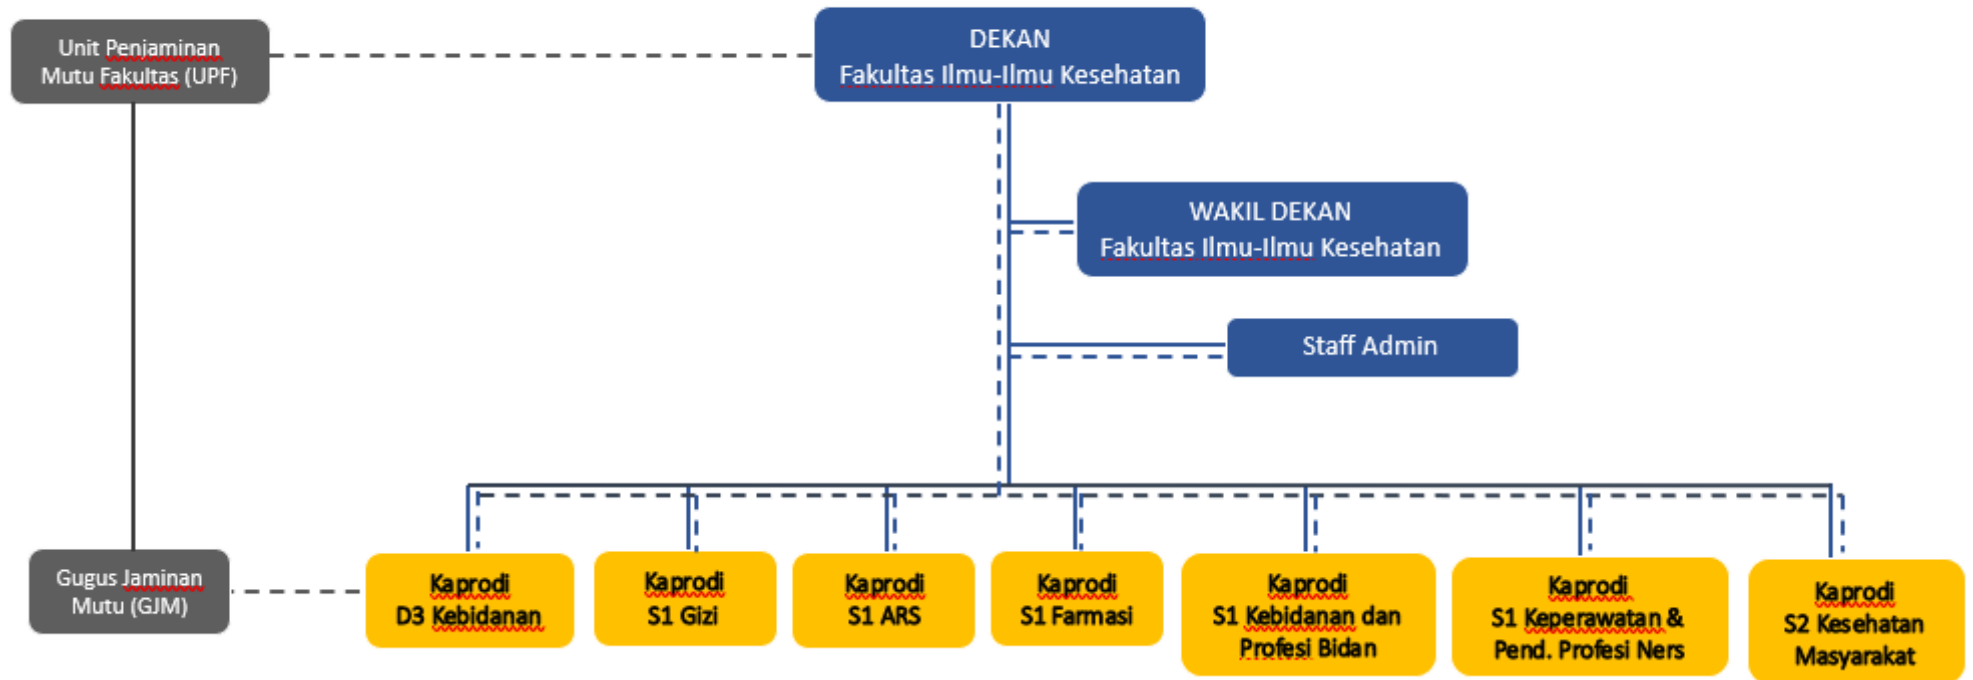 Unit Penjaminan
Mutu Fakultas (UPF)
DEKAN
Fakultas Ilmu-Ilmu Kesehatan
WAKIL DEKAN
Fakultas Ilmu-Ilmu Kesehatan
Staff Admin
Gugus Jaminan
Mutu (GJM)
Kaprodi
D3 Kebidanan
Kaprodi
S1 Gizi
Kaprodi
S1 ARS
Kaprodi
S1 Farmasi
Kaprodi
S1 Kebidanan dan
Profesi Bidan
Kaprodi
S1 Keperawatan &
Pend. Profesi Ners
Kaprodi
S2 Kesehatan
Masyarakat